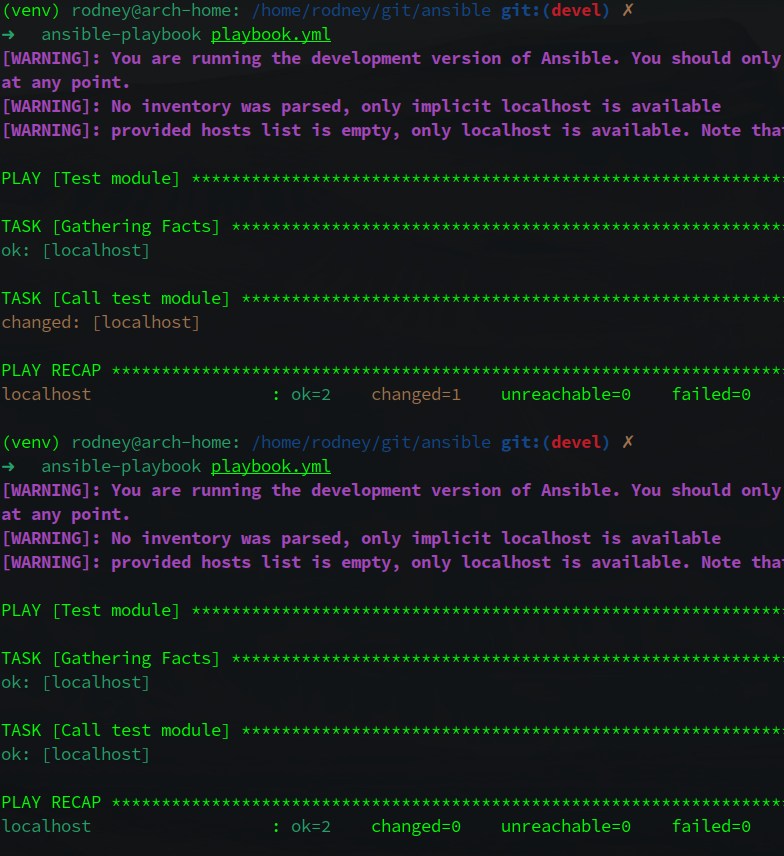 (venv) rodney@arch-home: /home/rodney/git/ansible git:(devel) ✗
➜  ansible-playbook playbook.yml
[WARNING]: You are running the development version of Ansible. You should only
at any point.
[WARNING]: No inventory was parsed, only implicit localhost is available
[WARNING]: provided hosts list is empty, only localhost is available. Note tha
PLAY [Test module] ***********************************************************
TASK [Gathering Facts] *******************************************************
ok: [localhost]
TASK [Call test module] ******************************************************
changed: [localhost]
PLAY RECAP *******************************************************************
localhost                  : ok=2    changed=1    unreachable=0    failed=0
(venv) rodney@arch-home: /home/rodney/git/ansible git:(devel) ✗
➜  ansible-playbook playbook.yml
[WARNING]: You are running the development version of Ansible. You should only
at any point.
[WARNING]: No inventory was parsed, only implicit localhost is available
[WARNING]: provided hosts list is empty, only localhost is available. Note tha
PLAY [Test module] ***********************************************************
TASK [Gathering Facts] *******************************************************
ok: [localhost]
TASK [Call test module] ******************************************************
ok: [localhost]
PLAY RECAP *******************************************************************
localhost                  : ok=2    changed=0    unreachable=0    failed=0